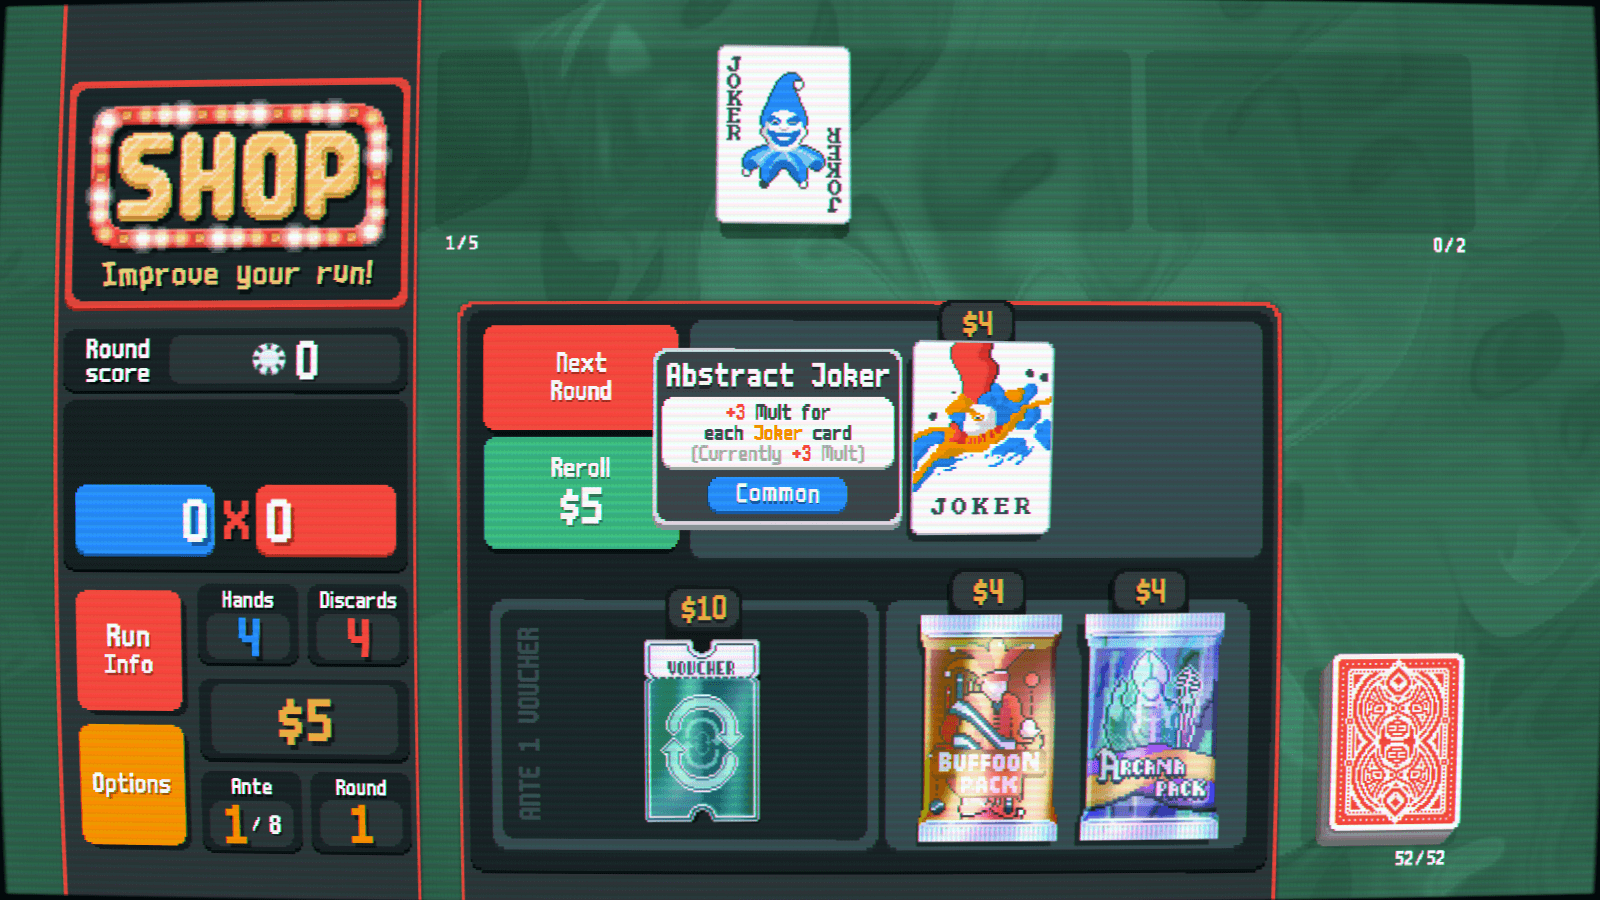 SHOP
Improve your run!
Round score
0
0 X 0
Run Info
Hands
4
Discards
4
$5
Options
Ante
1 / 8
Round
1
JOKER
JOKER
1/5
0/2
Next Round
Reroll
$5
Abstract Joker
+3 Mult for
each Joker card
(Currently +3 Mult)
Common
$4
JOKER
ANTE 1 VOUCHER
$10
VOUCHER
$4
BUFFOON
PACK
$4
ARCANA
PACK
52/52